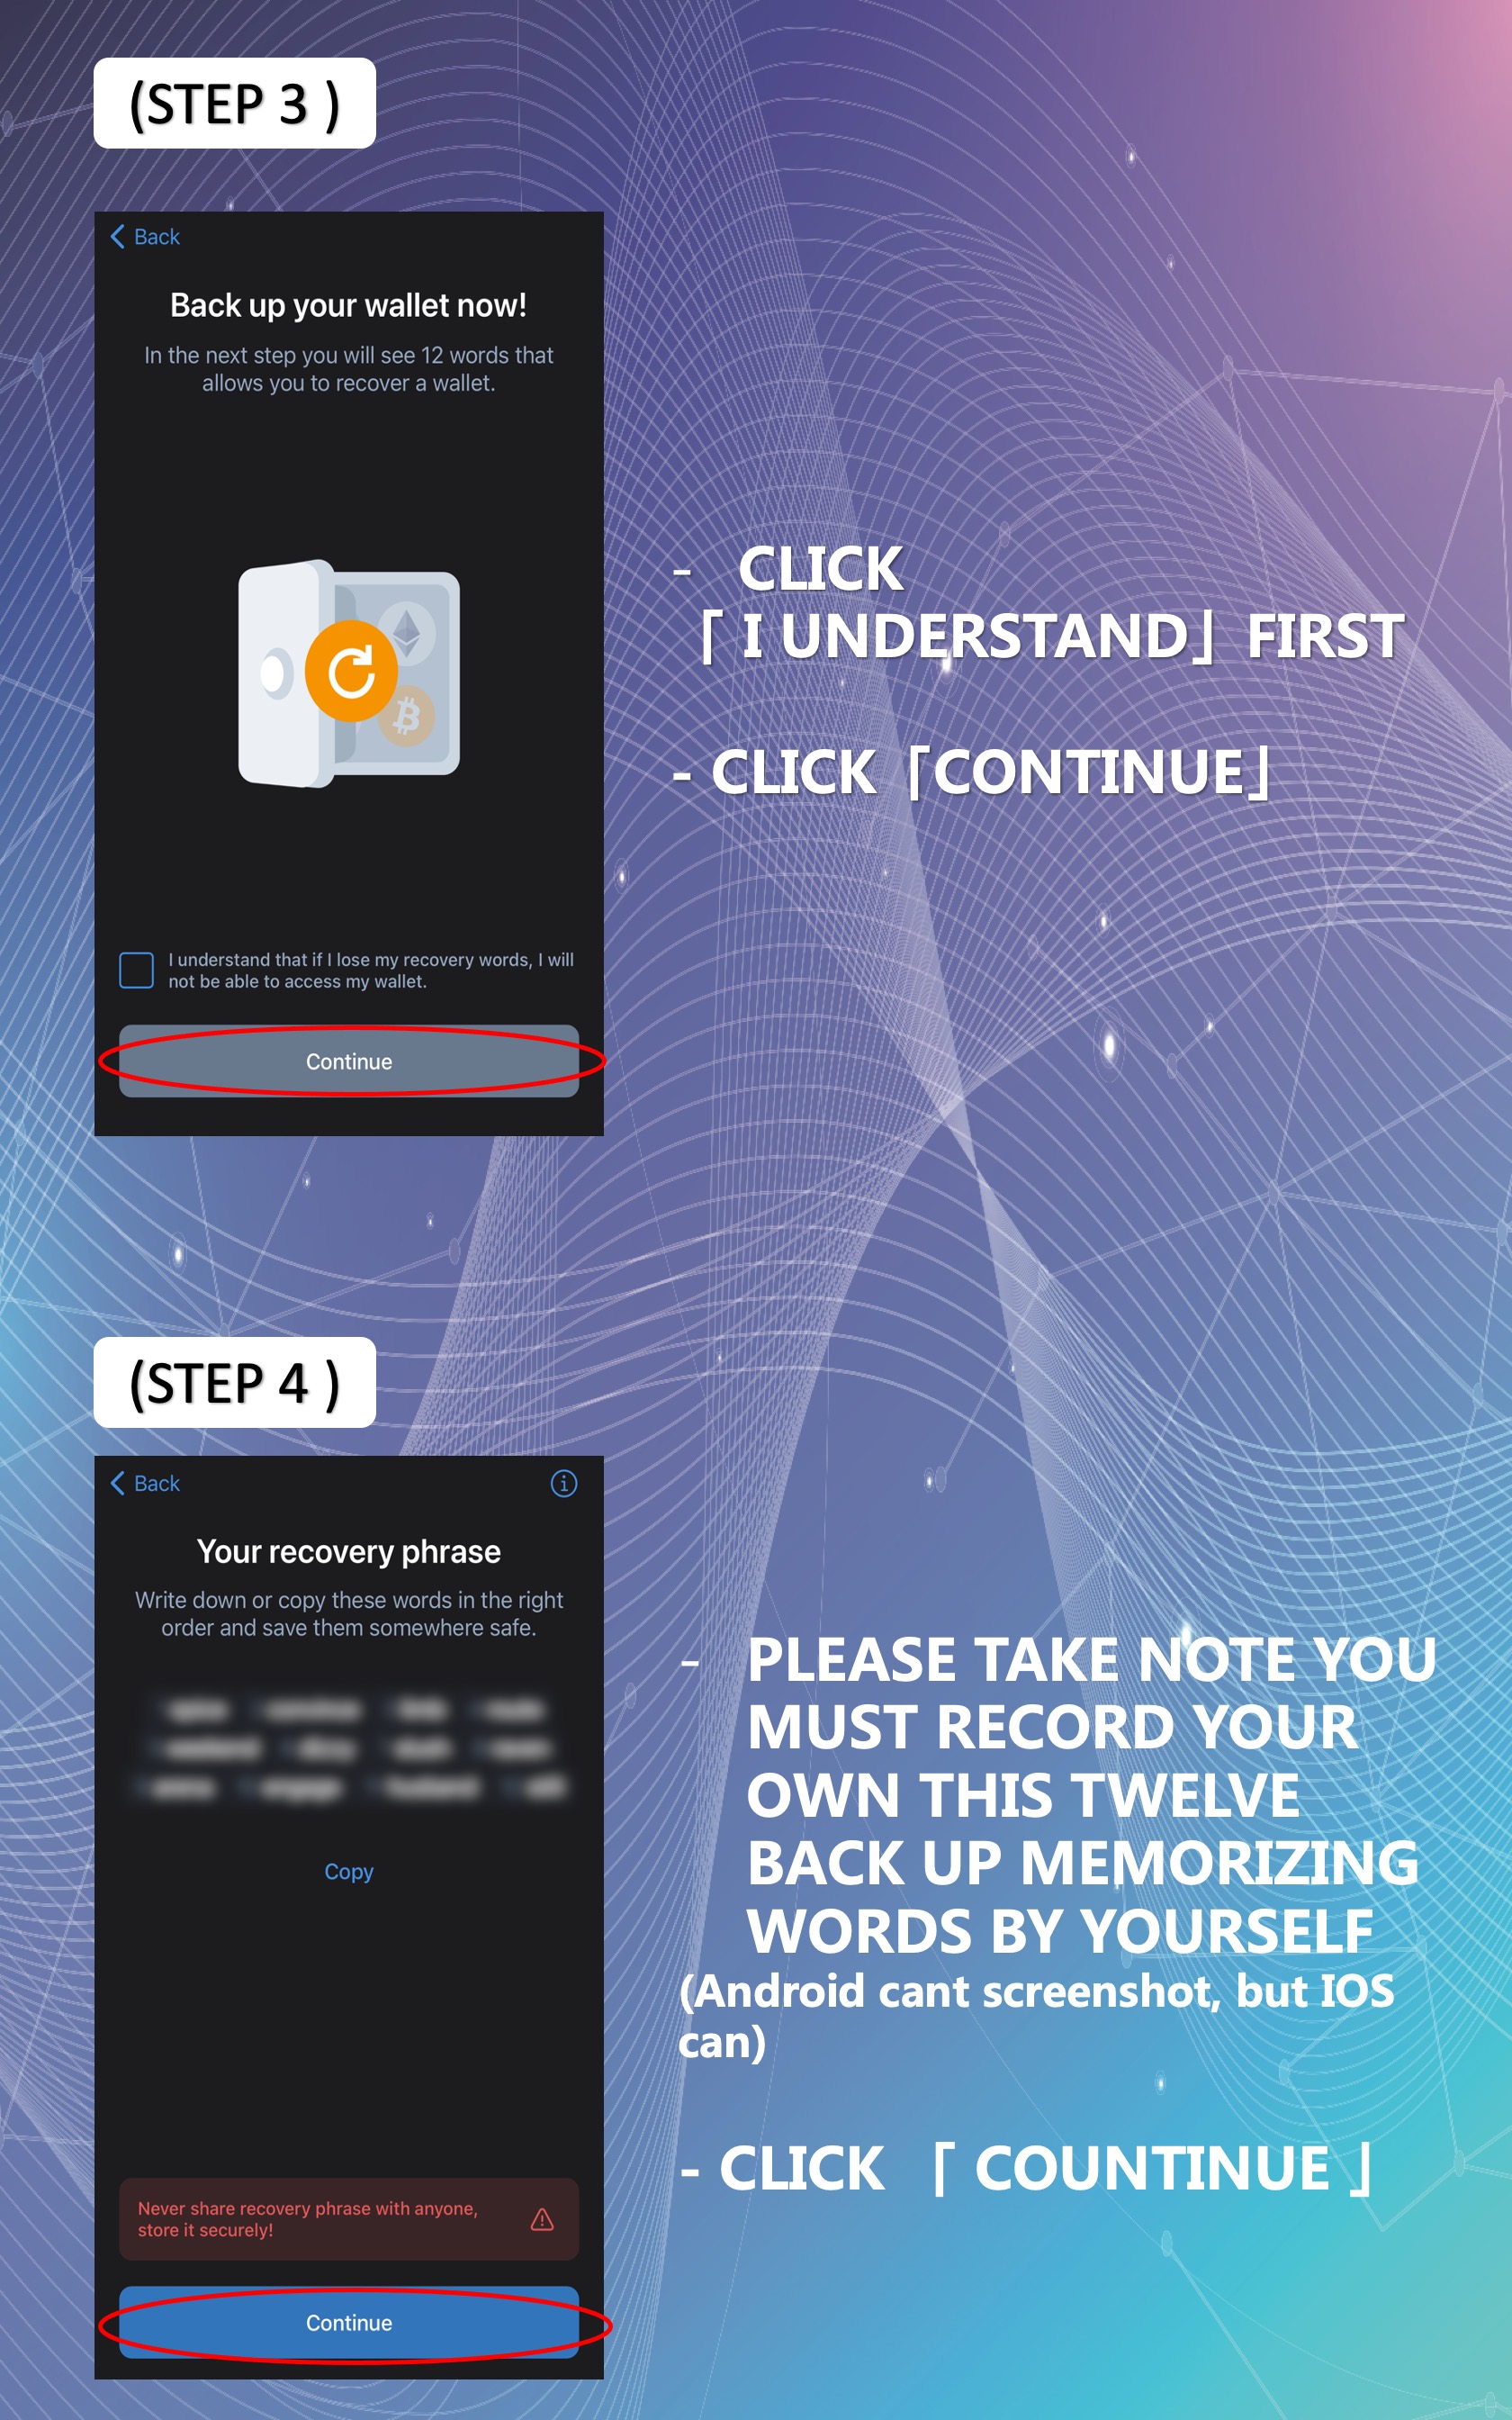 (STEP 3 )
Back
Back up your wallet now!
In the next step you will see 12 words that
allows you to recover a wallet.
I understand that if I lose my recovery words, I will
not be able to access my wallet.
Continue
- CLICK
「 I UNDERSTAND」 FIRST
- CLICK 「CONTINUE」
(STEP 4 )
Back
Your recovery phrase
Write down or copy these words in the right
order and save them somewhere safe.
Copy
Never share recovery phrase with anyone,
store it securely!
Continue
- PLEASE TAKE NOTE YOU
MUST RECORD YOUR
OWN THIS TWELVE
BACK UP MEMORIZING
WORDS BY YOURSELF
(Android cant screenshot, but IOS
can)
- CLICK 「 COUNTINUE 」